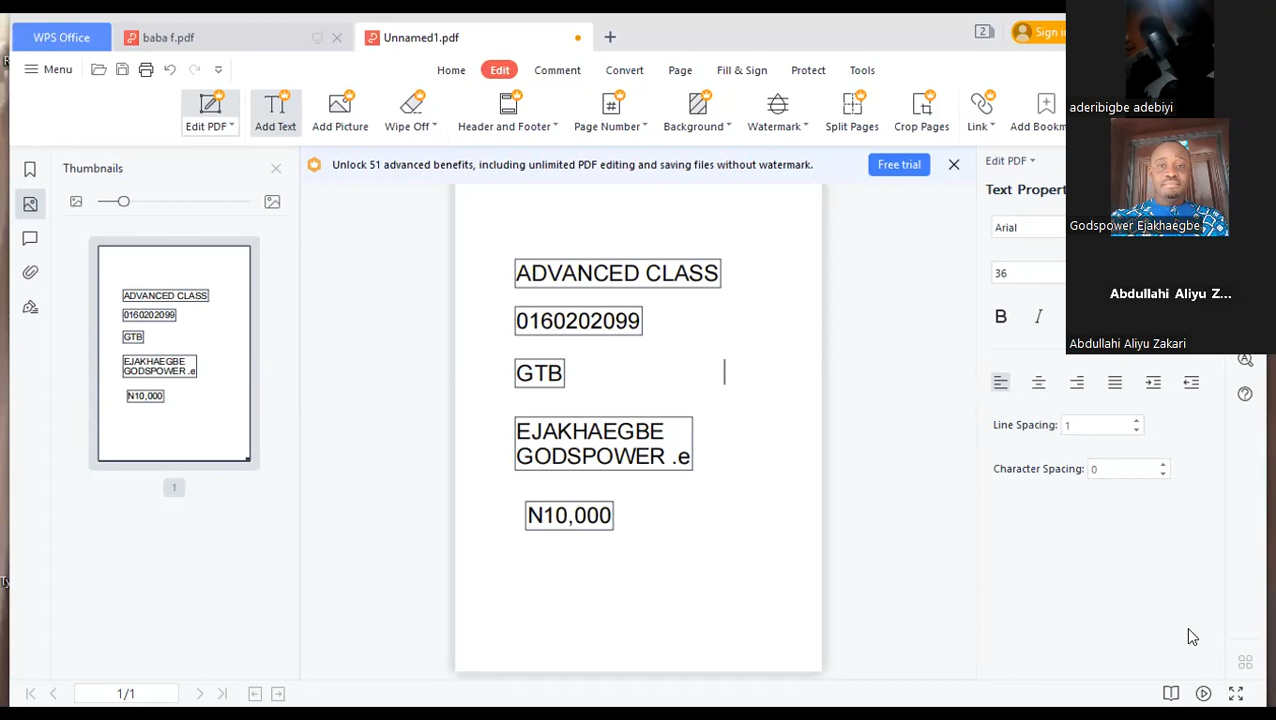 WPS Office
baba f.pdf
Unnamed1.pdf
2
Menu
Home
Edit
Comment
Convert
Page
Fill & Sign
Protect
Tools
Edit PDF
Add Text
Add Picture
Wipe Off
Header and Footer
Page Number
Background
Watermark
Split Pages
Crop Pages
Link
Thumbnails
Unlock 51 advanced benefits, including unlimited PDF editing and saving files without watermark.
Free trial
ADVANCED CLASS
0160202099
GTB
EJAKHAEGBE
GODSPOWER .e
N10,000
1
ADVANCED CLASS
0160202099
GTB
EJAKHAEGBE
GODSPOWER .e
N10,000
Edit PDF
Text
Arial
36
B I
Line Spacing: 1
Character Spacing: 0
aderibigbe adebiyi
Godspower Ejakhaegbe
Abdullahi Aliyu Z...
Abdullahi Aliyu Zakari
1/1